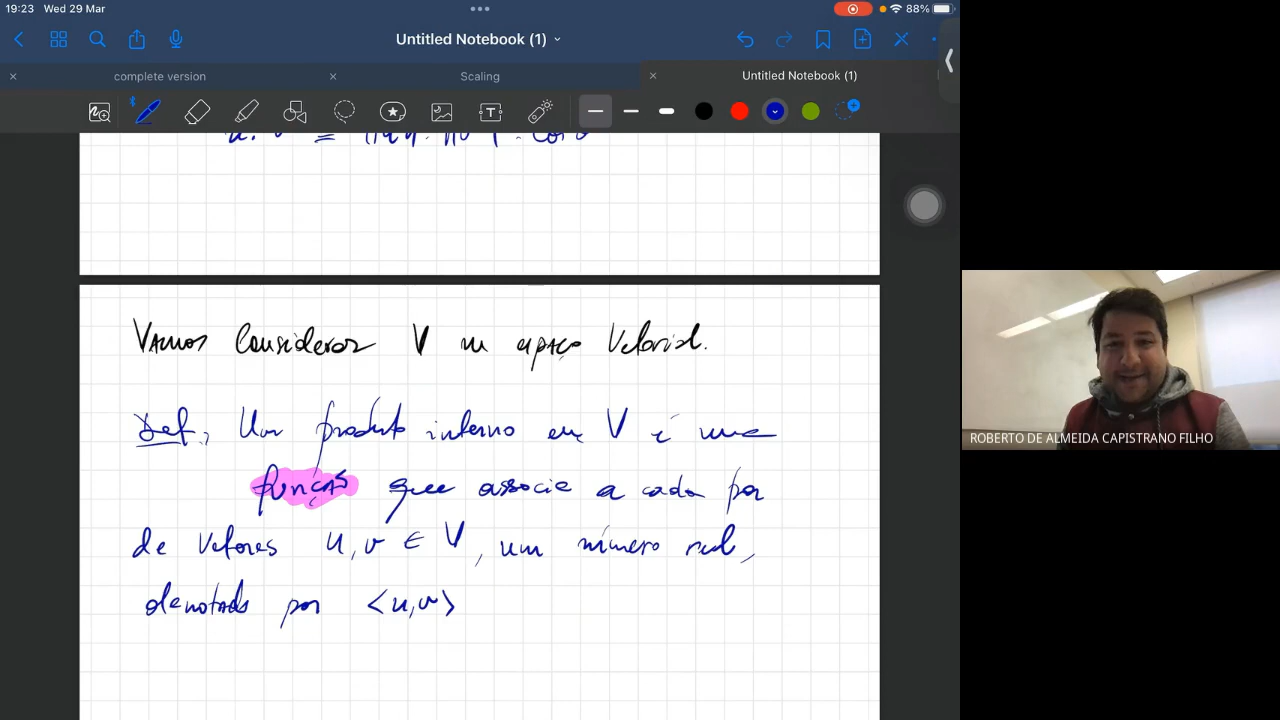 19:23 Wed 29 Mar
88%
Untitled Notebook (1)
complete version
Scaling
Untitled Notebook (1)
Vamos Considerar V um espaço Vetorial.
Def: Um produto interno em V é uma
função que associa a cada par
de vetores u, v ∈ V, um número real,
denotado por <u,v>
ROBERTO DE ALMEIDA CAPISTRANO FILHO